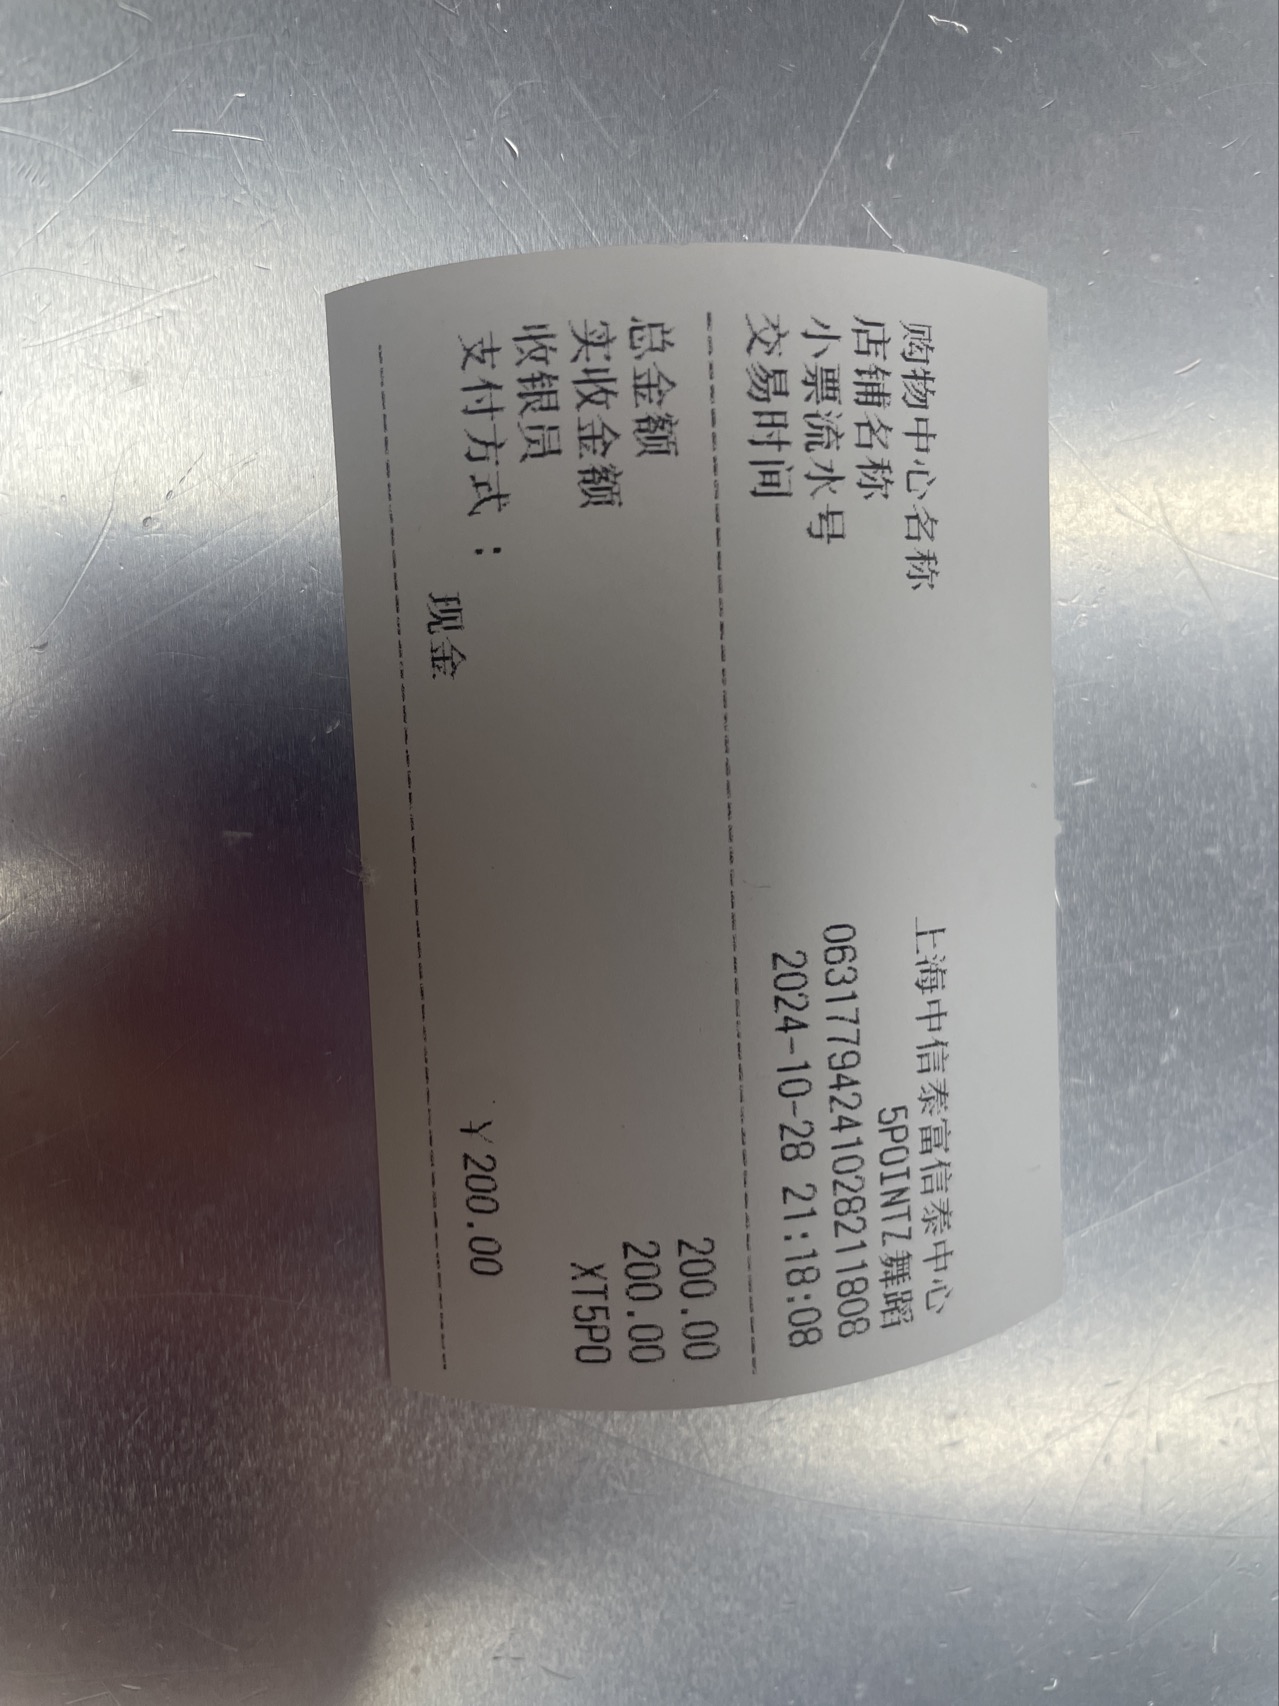 购物中心名称 上海中信泰富信泰中心
店铺名称 5POINTZ舞蹈
小票流水号 06317794241028211808
交易时间 2024-10-28 21:18:08
总金额 200.00
实收金额 200.00
收银员 XT5P0
支付方式 : ¥200.00
现金